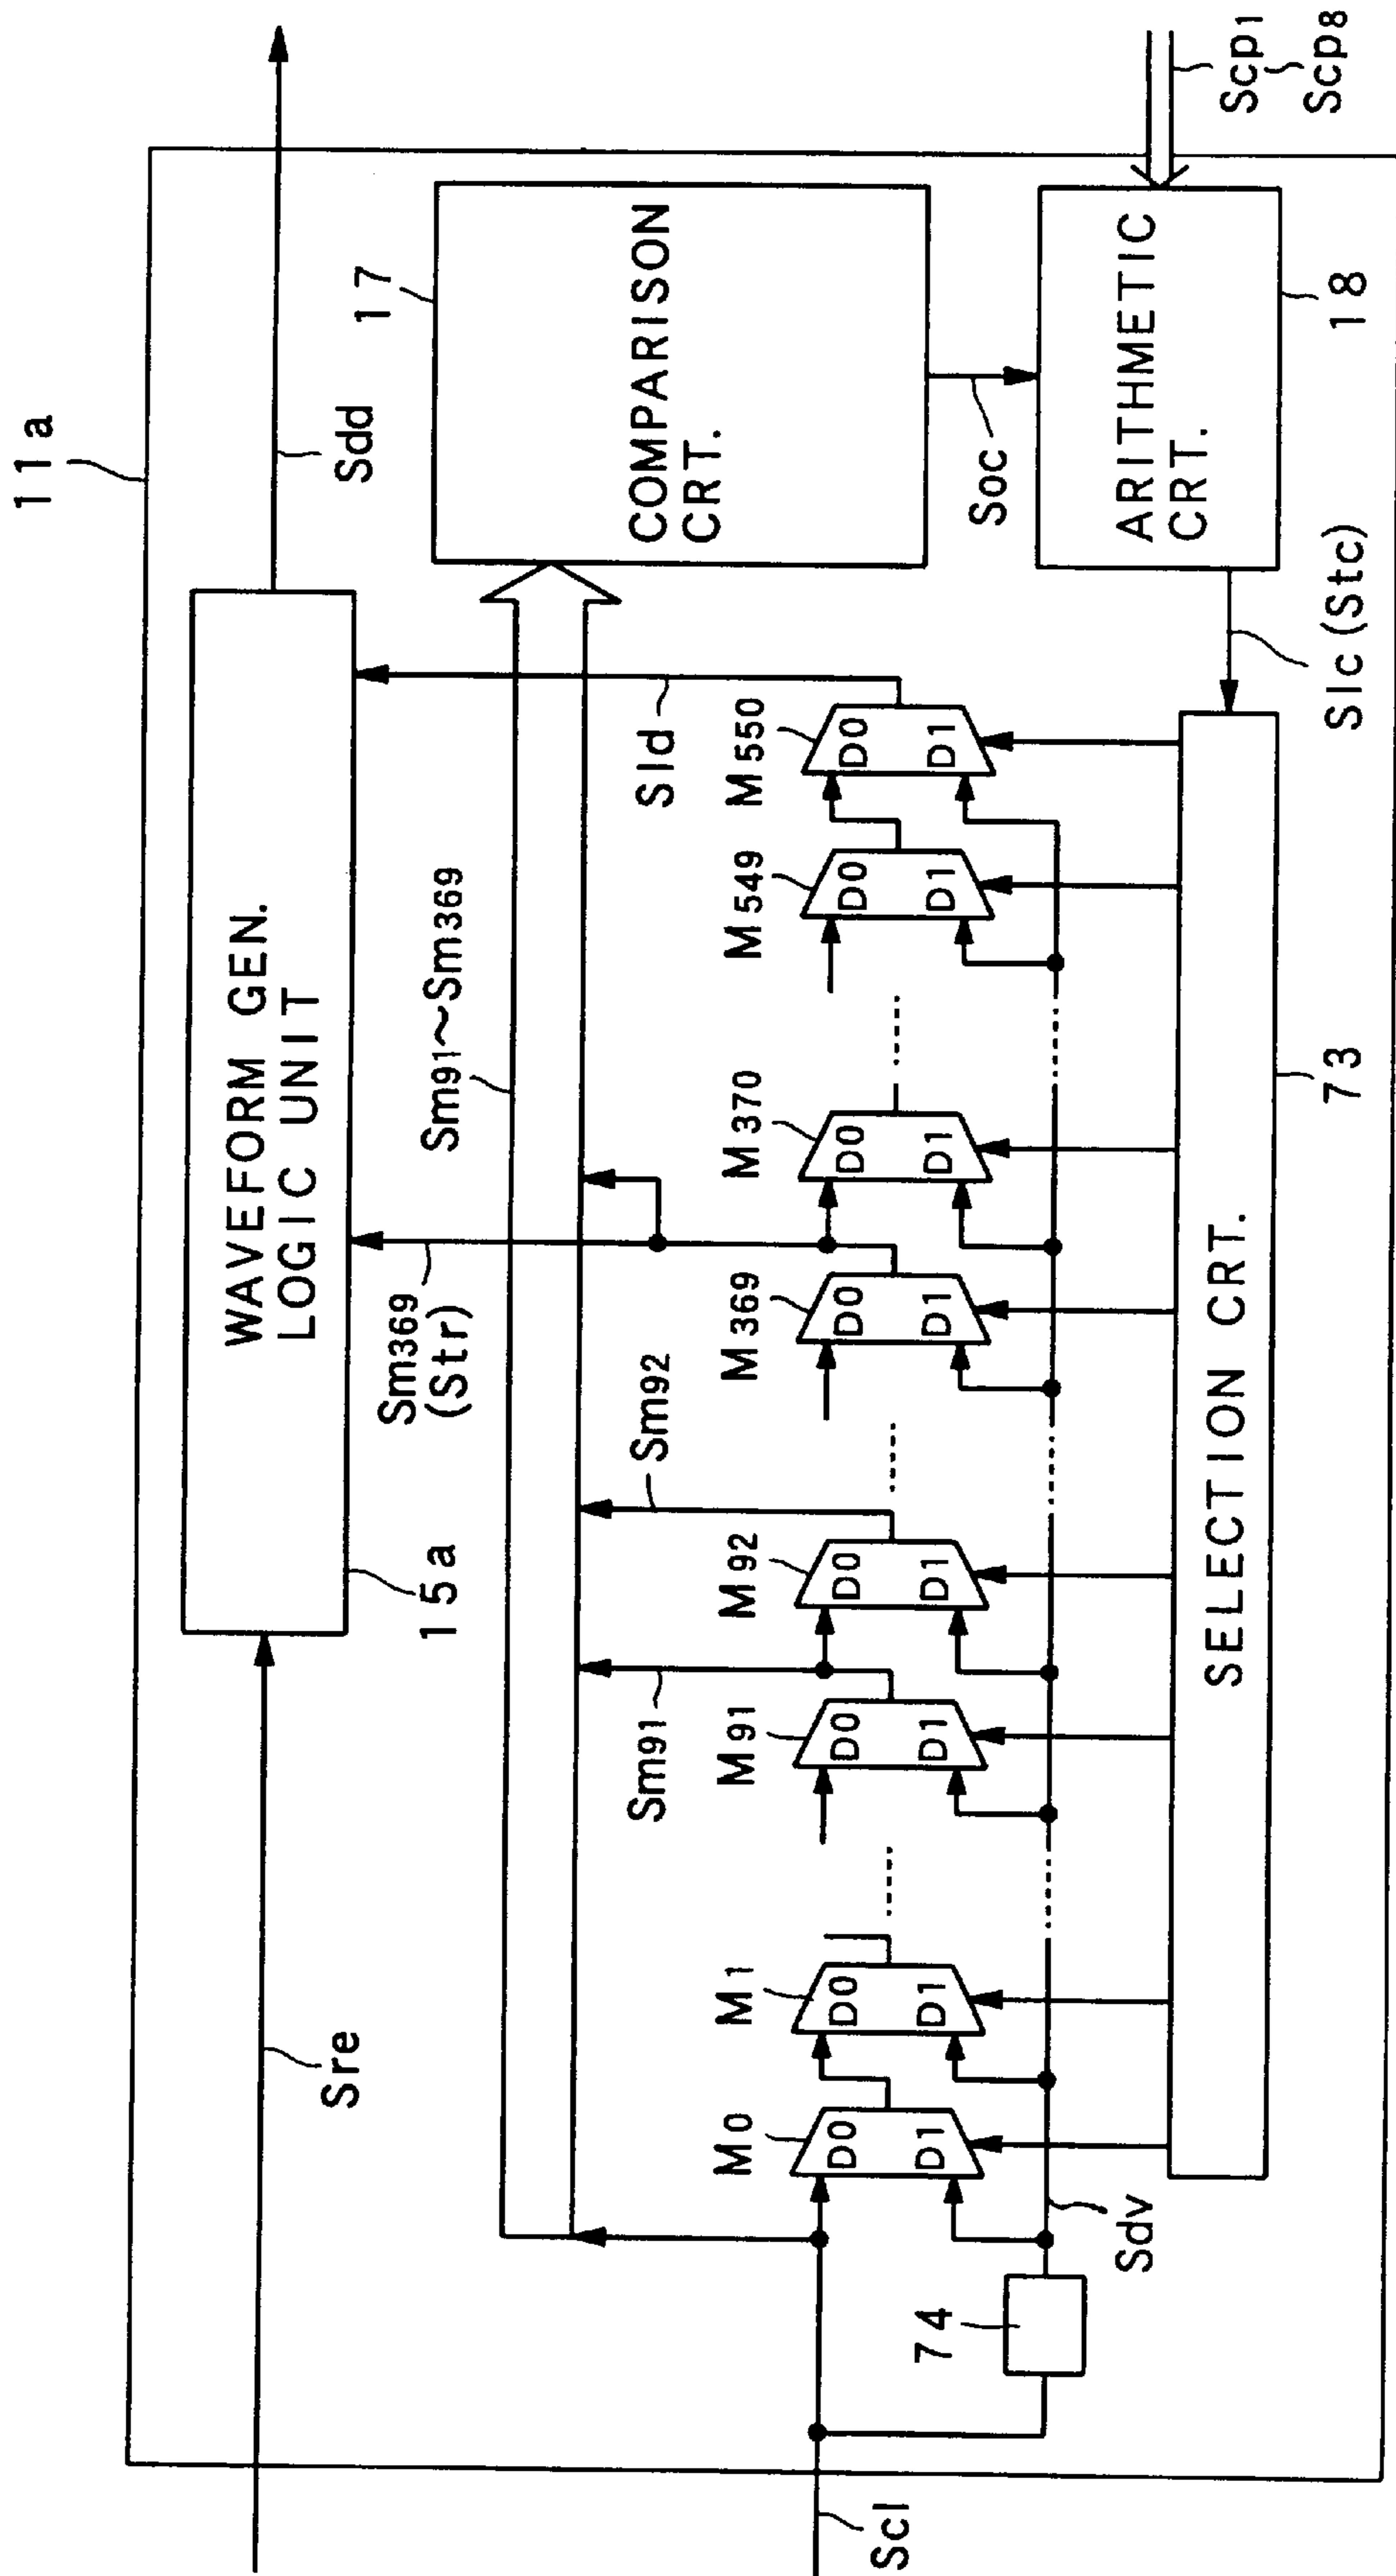 11a
Sre
WAVEFORM GEN.
LOGIC UNIT
15a
Sdd
Sm91~Sm369
17
COMPARISON
CRT.
Sm369
(Str)
Sm91
Sm92
Sld
Soc
M0
D0
D1
M1
D0
D1
M91
D0
D1
M92
D0
D1
M369
D0
D1
M370
D0
D1
M549
D0
D1
M550
D0
D1
Scl
74
Sdv
SELECTION CRT.
73
Slc (Stc)
ARITHMETIC
CRT.
18
Scp1
Scp8